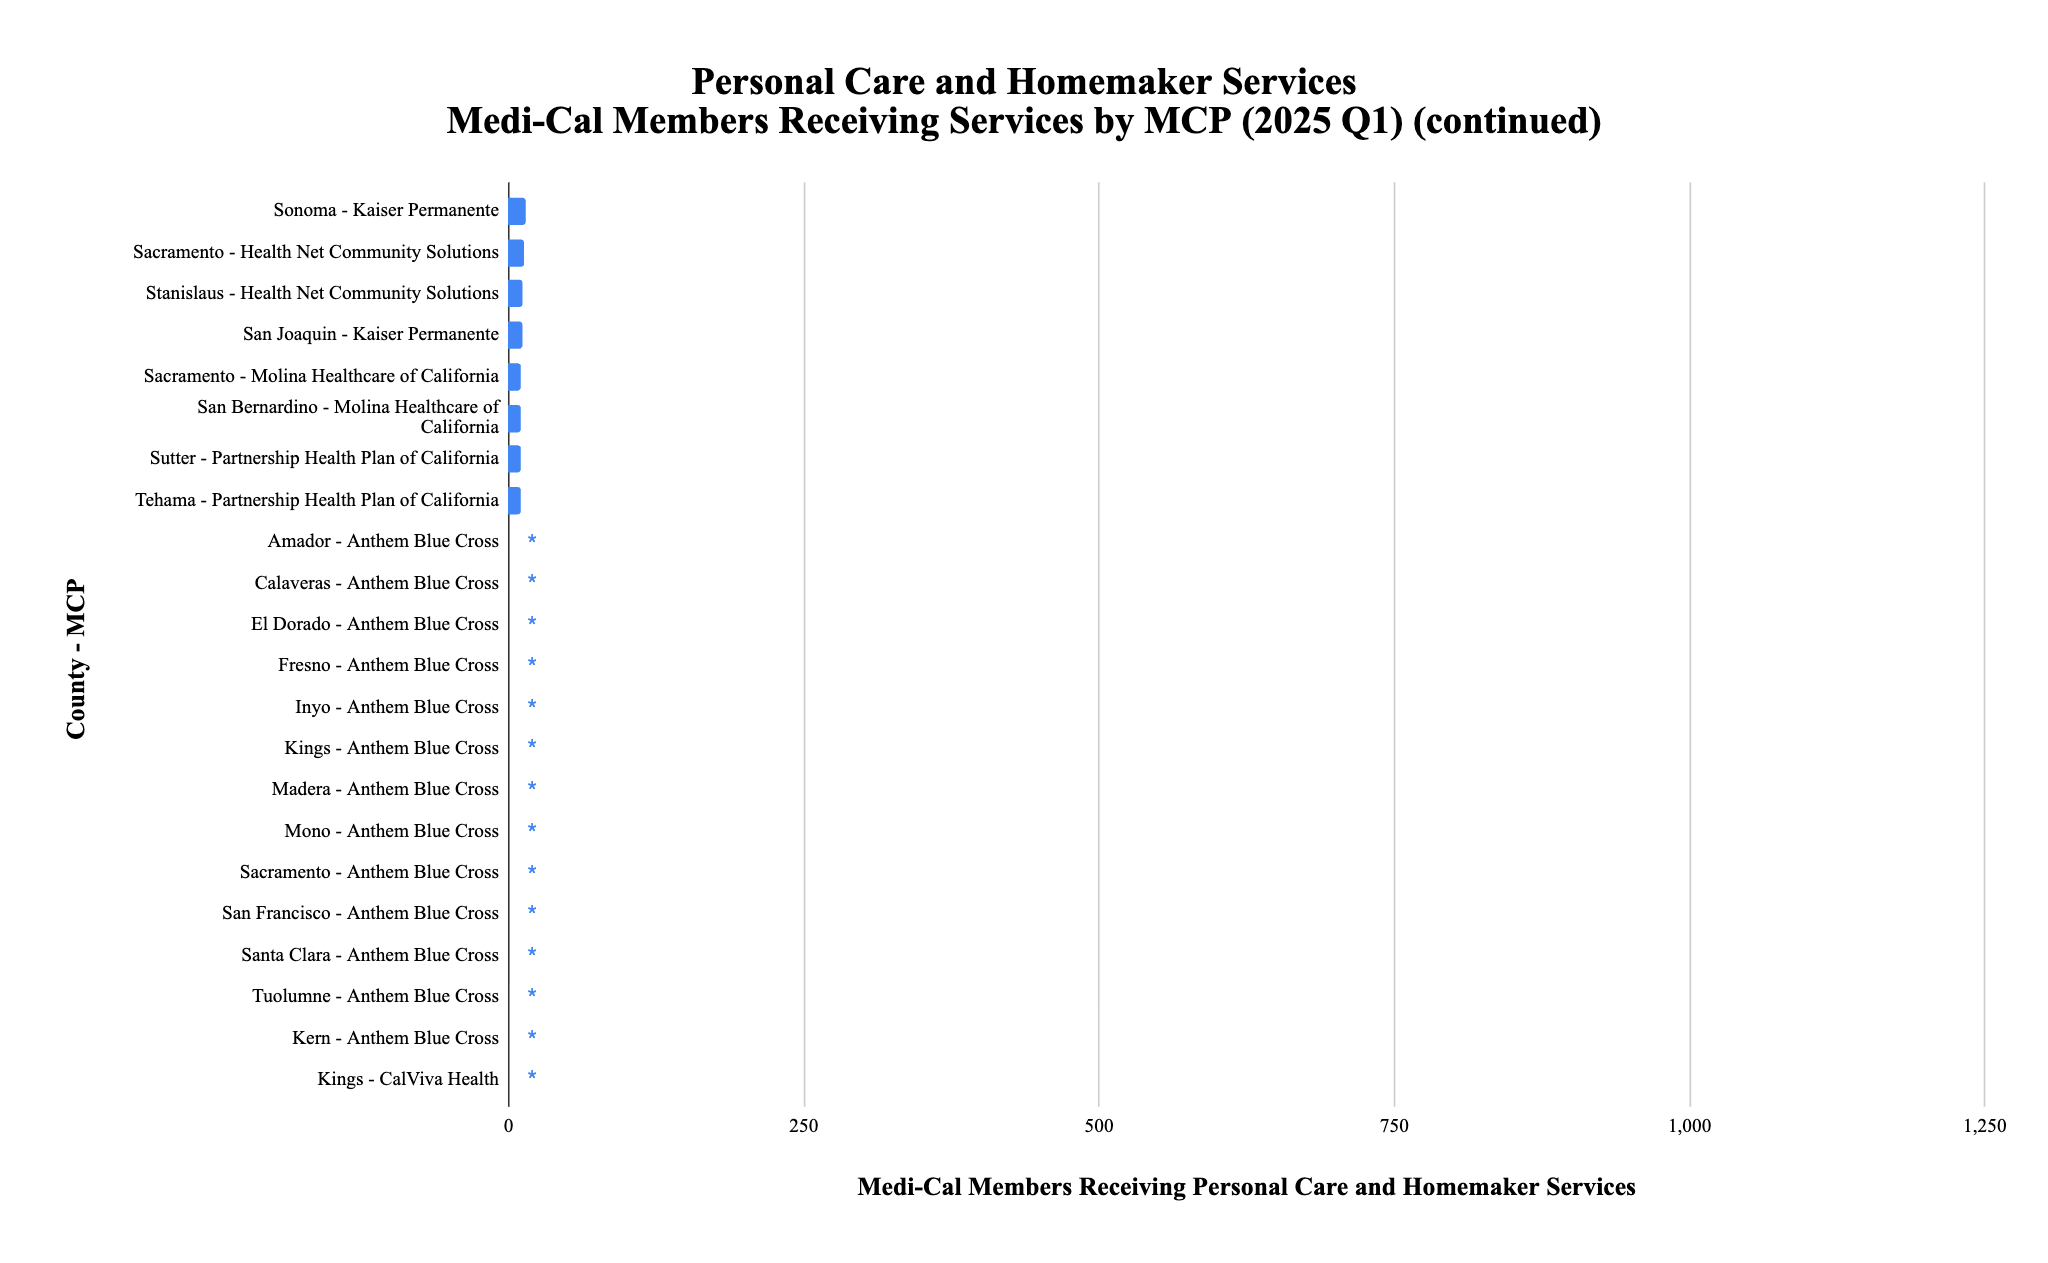 Personal Care and Homemaker Services
Medi-Cal Members Receiving Services by MCP (2025 Q1) (continued)
County - MCP
Sonoma - Kaiser Permanente
Sacramento - Health Net Community Solutions
Stanislaus - Health Net Community Solutions
San Joaquin - Kaiser Permanente
Sacramento - Molina Healthcare of California
San Bernardino - Molina Healthcare of
California
Sutter - Partnership Health Plan of California
Tehama - Partnership Health Plan of California
Amador - Anthem Blue Cross *
Calaveras - Anthem Blue Cross *
El Dorado - Anthem Blue Cross *
Fresno - Anthem Blue Cross *
Inyo - Anthem Blue Cross *
Kings - Anthem Blue Cross *
Madera - Anthem Blue Cross *
Mono - Anthem Blue Cross *
Sacramento - Anthem Blue Cross *
San Francisco - Anthem Blue Cross *
Santa Clara - Anthem Blue Cross *
Tuolumne - Anthem Blue Cross *
Kern - Anthem Blue Cross *
Kings - CalViva Health *
0 250 500 750 1,000 1,250
Medi-Cal Members Receiving Personal Care and Homemaker Services